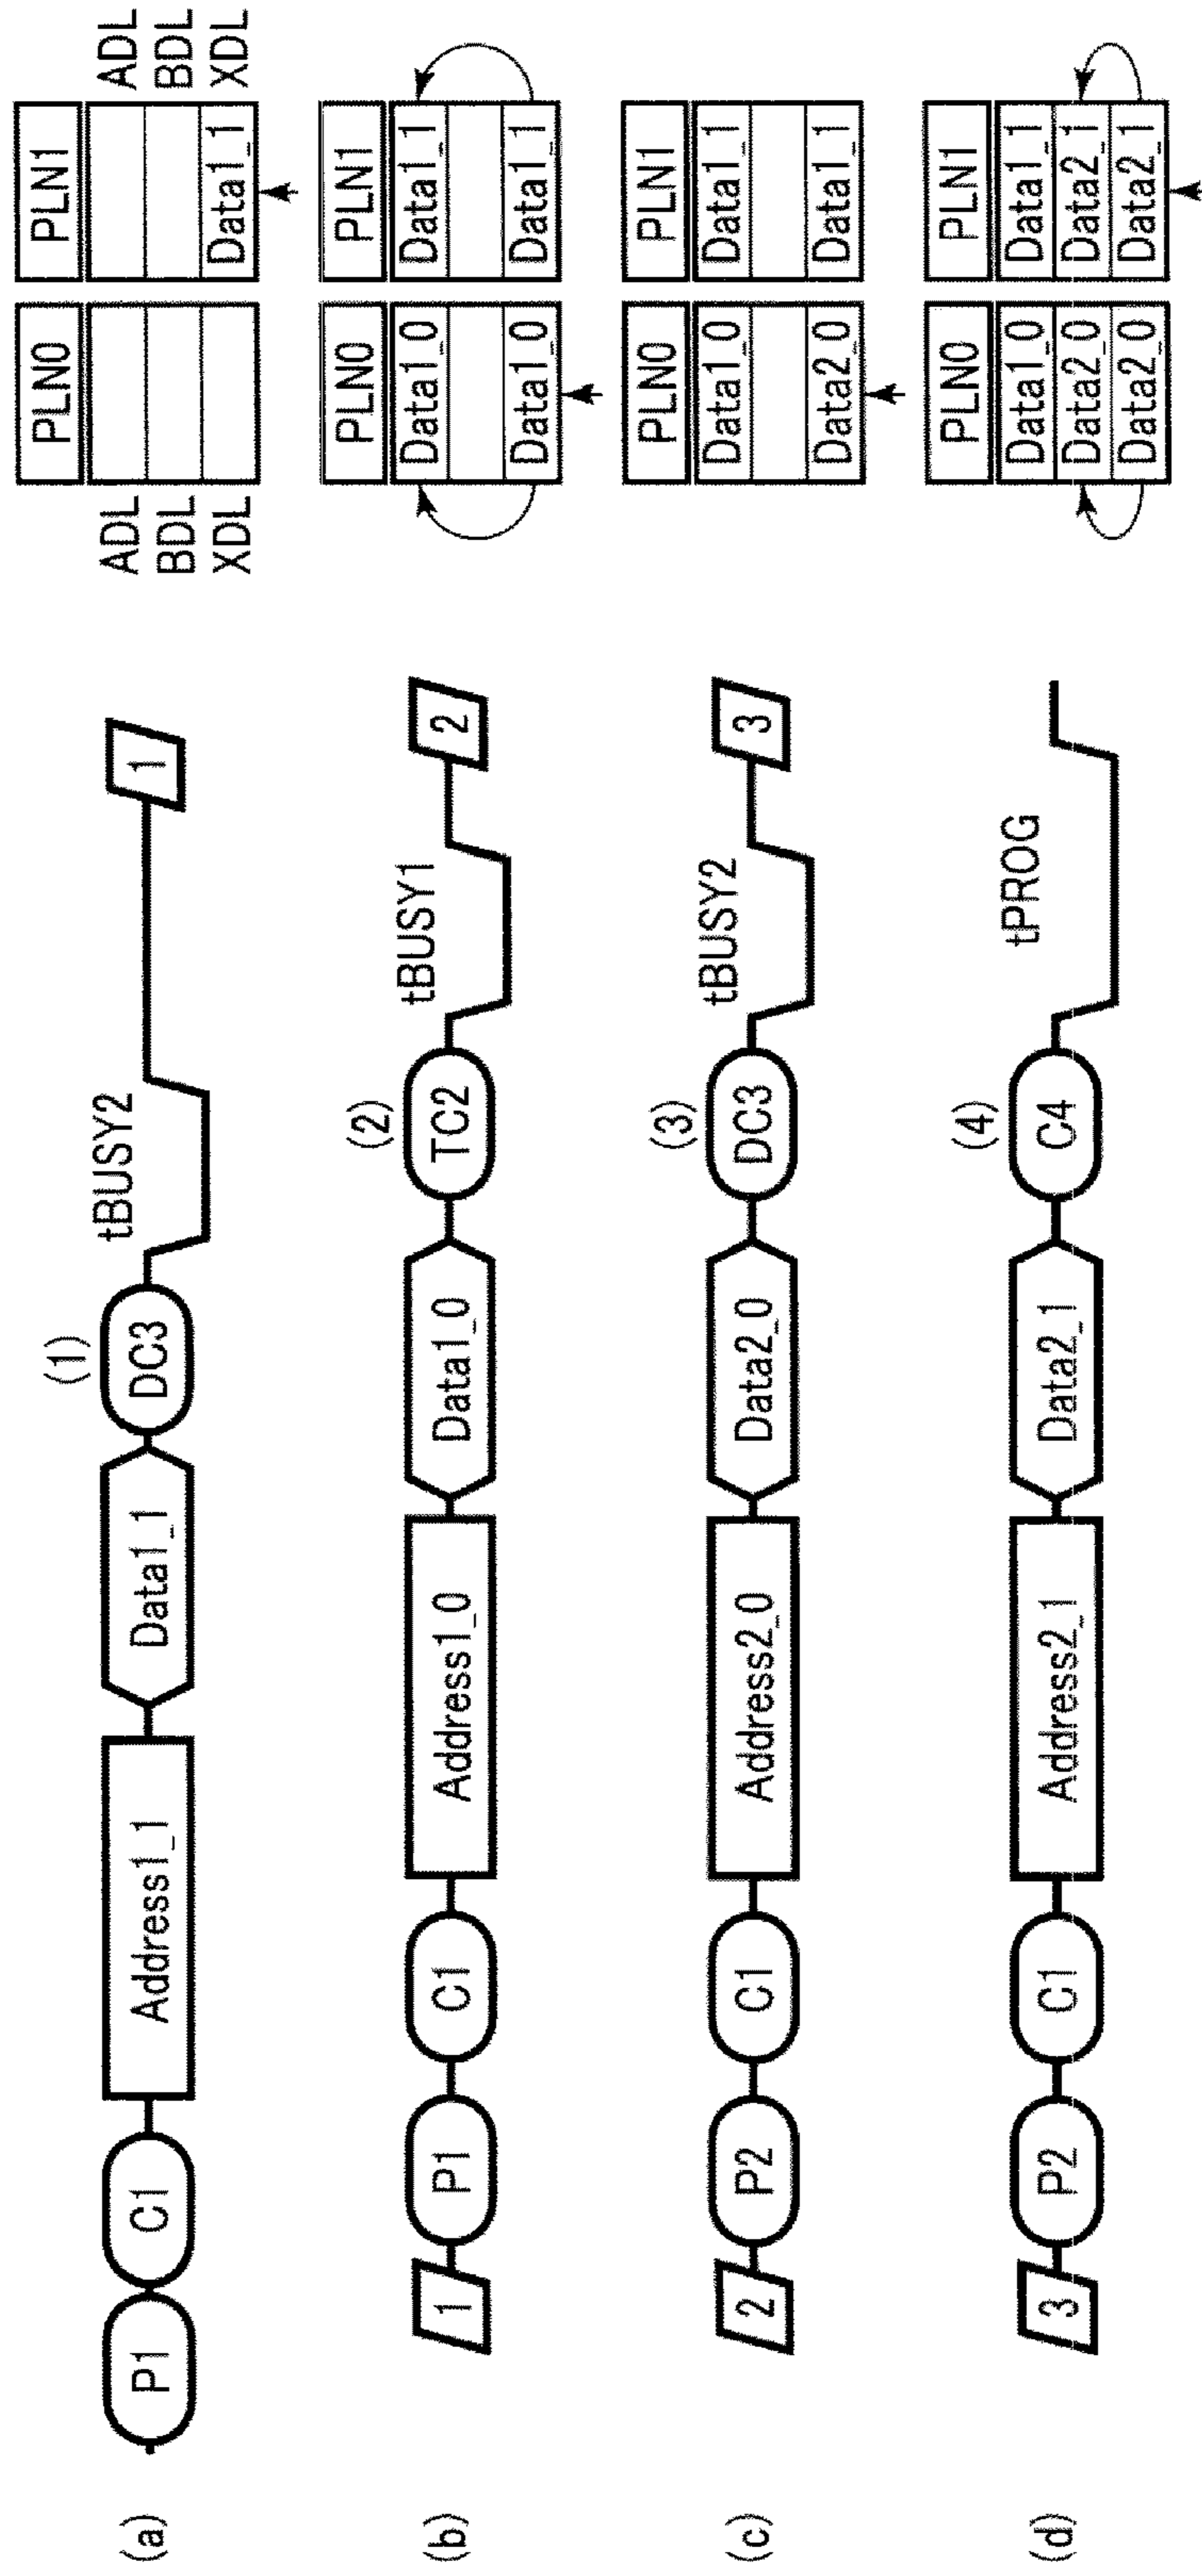 (a) P1 C1 Address1_1 Data1_1 (1) DC3 tBUSY2 1
PLN0 PLN1
ADL ADL
BDL BDL
XDL Data1_1 XDL
(b) 1 P1 C1 Address1_0 Data1_0 (2) TC2 tBUSY1 2
PLN0 PLN1
Data1_0 Data1_1
Data1_0 Data1_1
(c) 2 P2 C1 Address2_0 Data2_0 (3) DC3 tBUSY2 3
PLN0 PLN1
Data1_0 Data1_1
Data2_0 Data1_1
(d) 3 P2 C1 Address2_1 Data2_1 (4) C4 tPROG
PLN0 PLN1
Data1_0 Data1_1
Data2_0 Data2_1
Data2_0 Data2_1